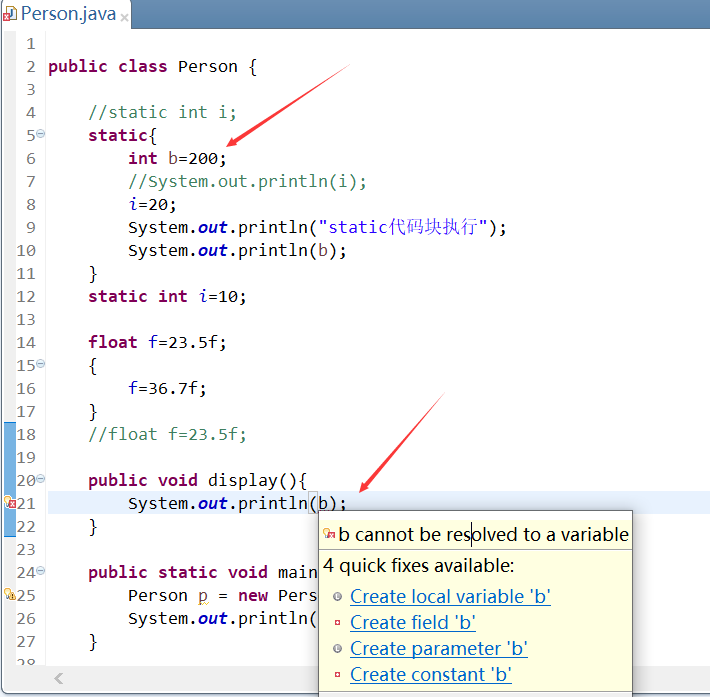 Person.java
1
2 public class Person {
3
4 //static int i;
5 static{
6 int b=200;
7 //System.out.println(i);
8 i=20;
9 System.out.println("static代码块执行");
10 System.out.println(b);
11 }
12 static int i=10;
13
14 float f=23.5f;
15 {
16 f=36.7f;
17 }
18 //float f=23.5f;
19
20 public void display(){
21 System.out.println(b);
22 }
23
24 public static void main
25 Person p = new Pers
26 System.out.println(
27 }
28
b cannot be resolved to a variable
4 quick fixes available:
Create local variable 'b'
Create field 'b'
Create parameter 'b'
Create constant 'b'